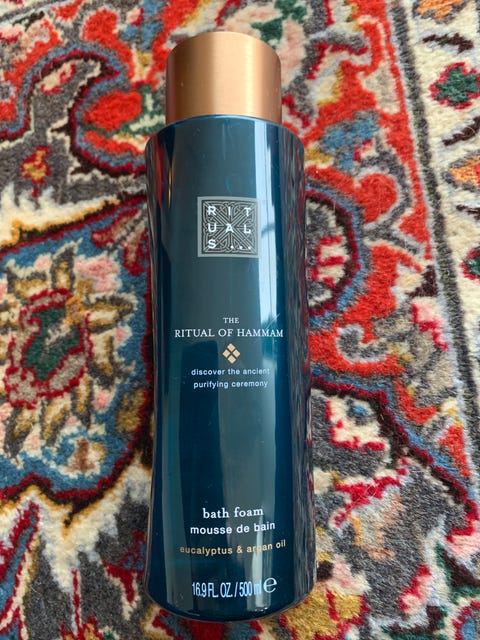 RIT
UAL
S...
THE
RITUAL OF HAMMAM
discover the ancient
purifying ceremony
bath foam
mousse de bain
eucalyptus & argan oil
16.9 FL. OZ. / 500 ml e